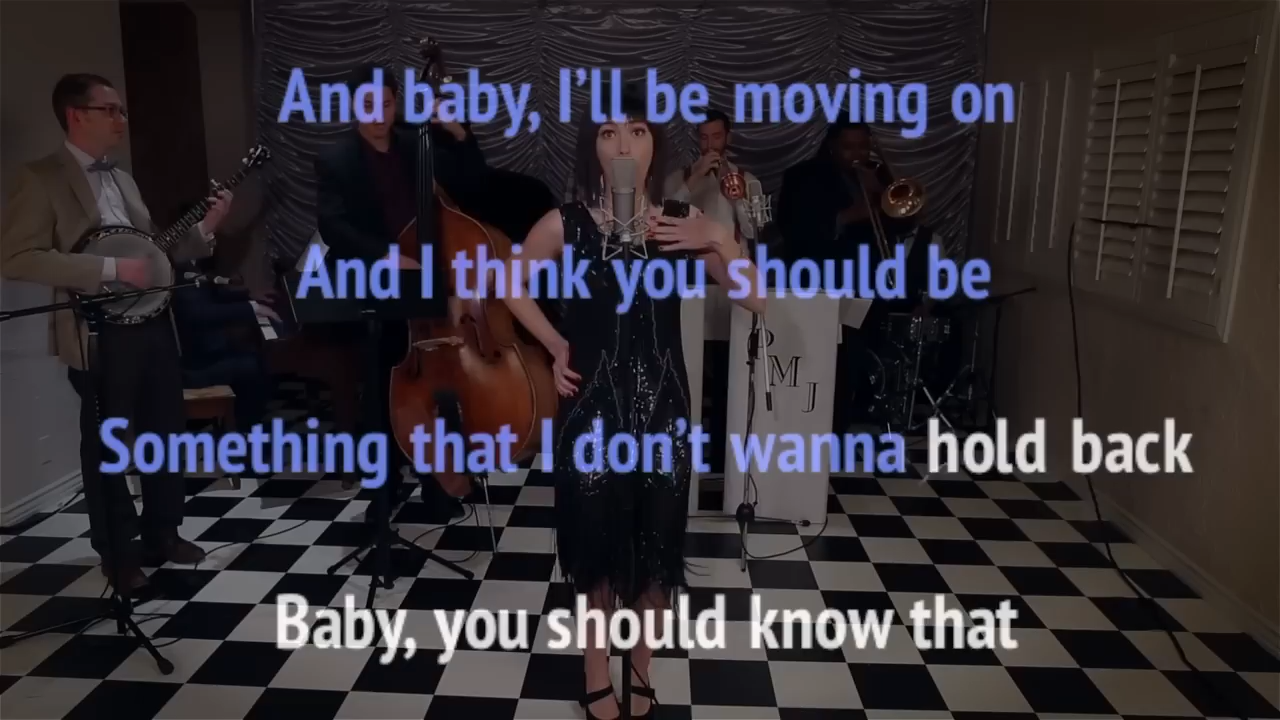 And baby, I'll be moving on
And I think you should be
Something that I don't wanna hold back
Baby, you should know that
P
M
J